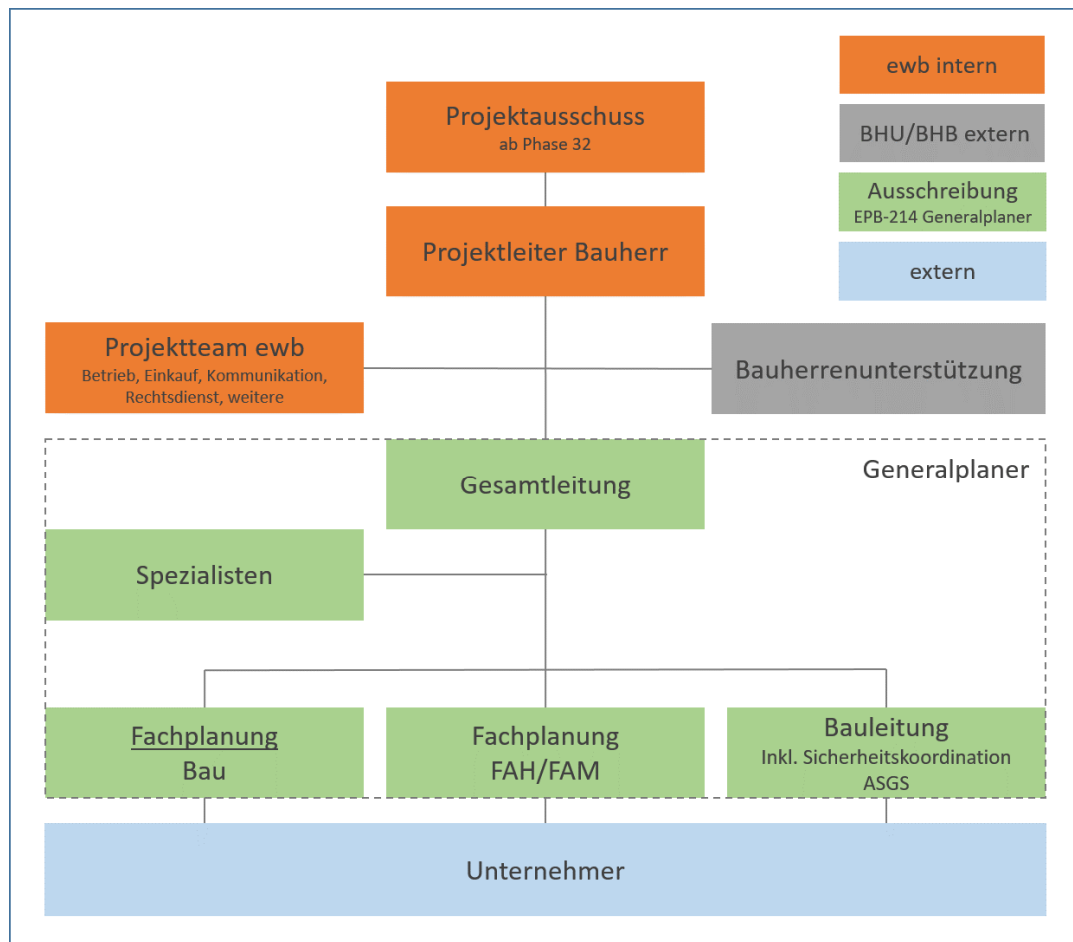 ewb intern
Projektausschuss
ab Phase 32
BHU/BHB extern
Ausschreibung
EPB-214 Generalplaner
Projektleiter Bauherr
extern
Projektteam ewb
Betrieb, Einkauf, Kommunikation,
Rechtsdienst, weitere
Bauherrenunterstützung
Generalplaner
Gesamtleitung
Spezialisten
Fachplanung
Bau
Fachplanung
FAH/FAM
Bauleitung
Inkl. Sicherheitskoordination
ASGS
Unternehmer